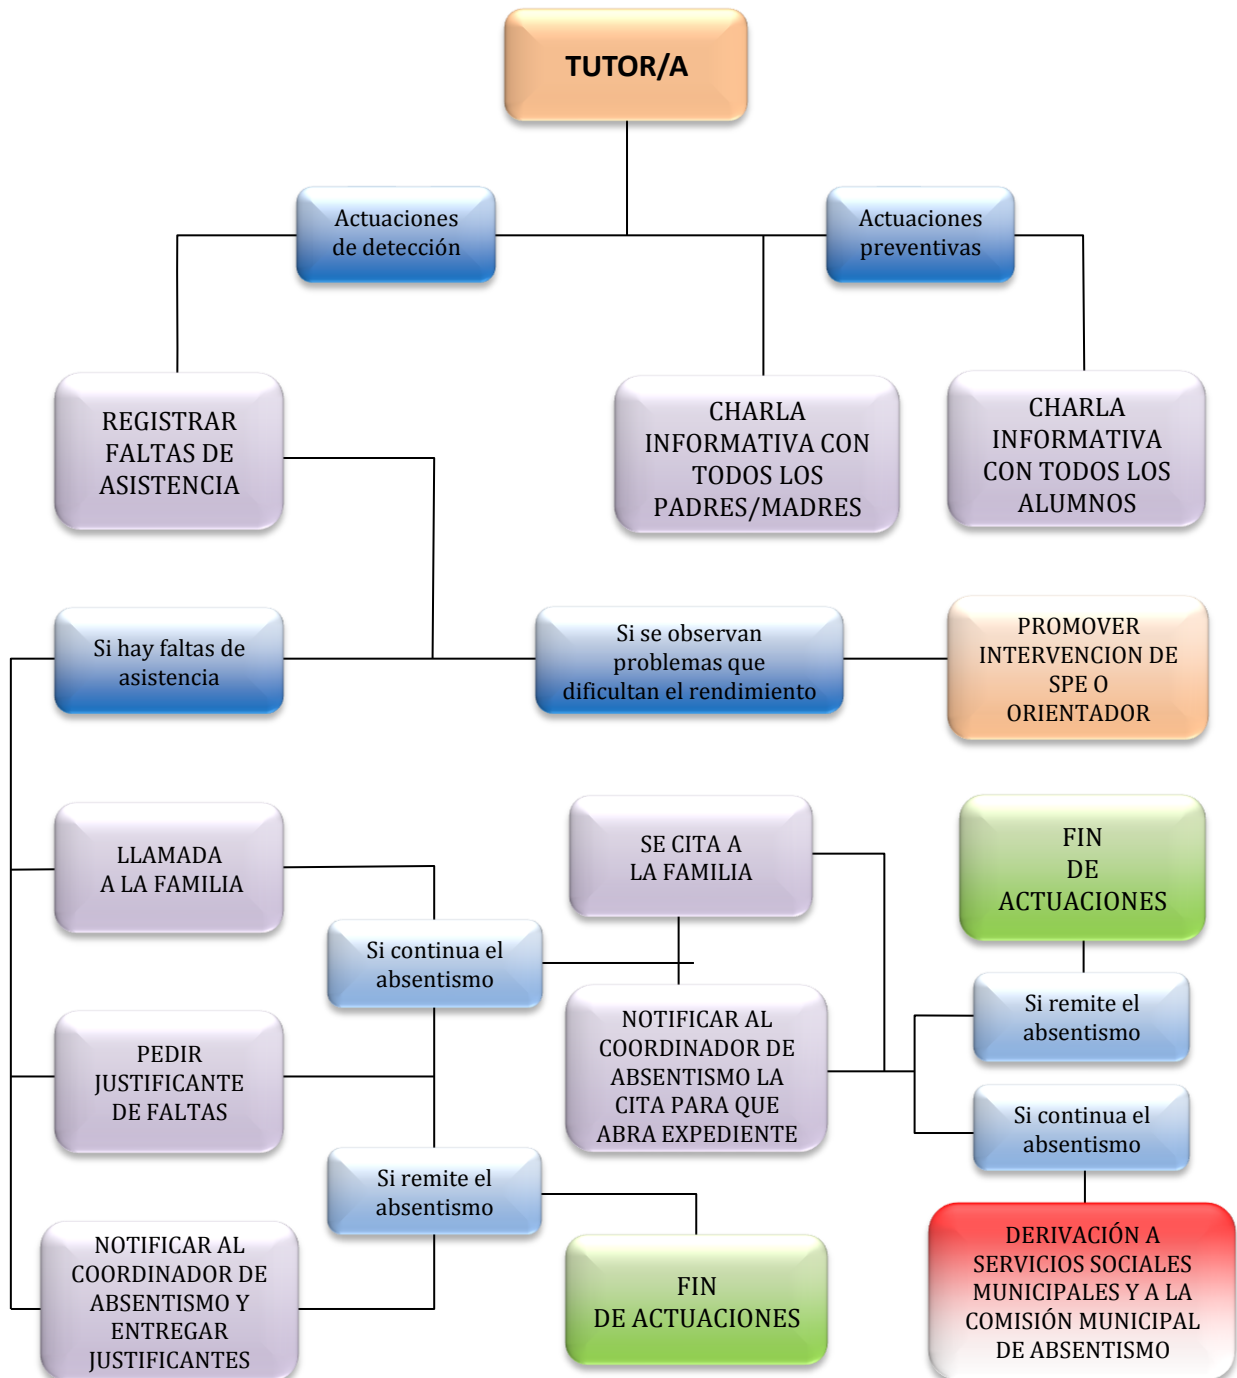 TUTOR/A
Actuaciones
de detección
Actuaciones
preventivas
REGISTRAR
FALTAS DE
ASISTENCIA
CHARLA
INFORMATIVA CON
TODOS LOS
PADRES/MADRES
CHARLA
INFORMATIVA
CON TODOS LOS
ALUMNOS
Si hay faltas de
asistencia
Si se observan
problemas que
dificultan el rendimiento
PROMOVER
INTERVENCION DE
SPE O
ORIENTADOR
LLAMADA
A LA FAMILIA
SE CITA A
LA FAMILIA
FIN
DE
ACTUACIONES
Si continua el
absentismo
Si remite el
absentismo
PEDIR
JUSTIFICANTE
DE FALTAS
NOTIFICAR AL
COORDINADOR DE
ABSENTISMO LA
CITA PARA QUE
ABRA EXPEDIENTE
Si continua el
absentismo
Si remite el
absentismo
NOTIFICAR AL
COORDINADOR DE
ABSENTISMO Y
ENTREGAR
JUSTIFICANTES
FIN
DE ACTUACIONES
DERIVACIÓN A
SERVICIOS SOCIALES
MUNICIPALES Y A LA
COMISIÓN MUNICIPAL
DE ABSENTISMO